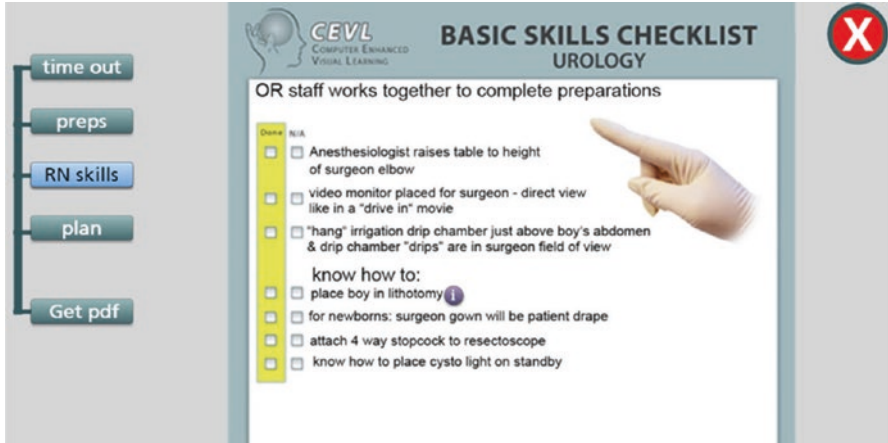 time out
preps
RN skills
plan
Get pdf
CEVL
COMPUTER ENHANCED
VISUAL LEARNING
BASIC SKILLS CHECKLIST
UROLOGY
X
OR staff works together to complete preparations
Done N/A
Anesthesiologist raises table to height
of surgeon elbow
video monitor placed for surgeon - direct view
like in a "drive in" movie
"hang" irrigation drip chamber just above boy's abdomen
& drip chamber "drips" are in surgeon field of view
know how to:
place boy in lithotomy i
for newborns: surgeon gown will be patient drape
attach 4 way stopcock to resectoscope
know how to place cysto light on standby